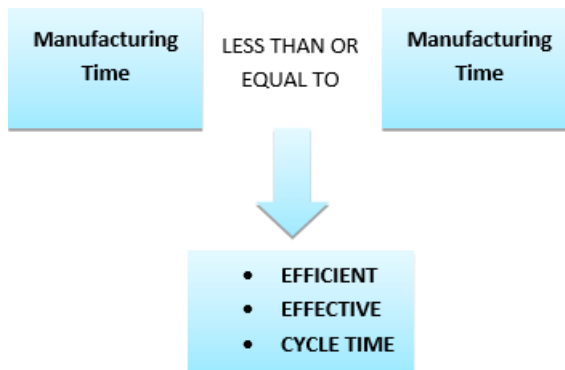 Manufacturing
Time
LESS THAN OR
EQUAL TO
Manufacturing
Time
• EFFICIENT
• EFFECTIVE
• CYCLE TIME